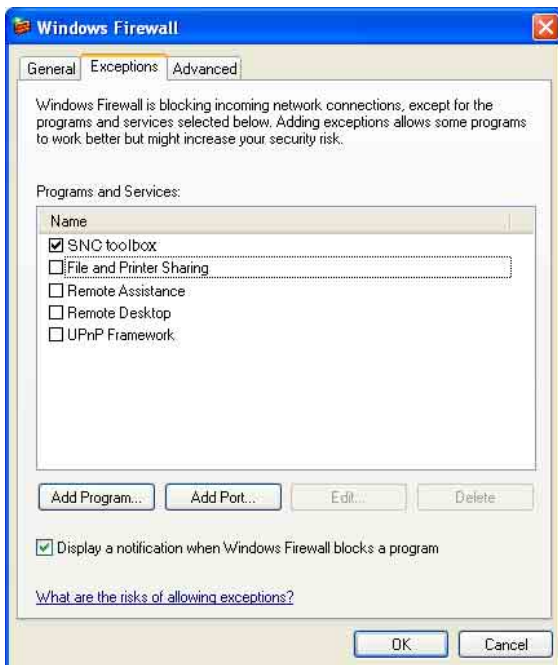 Windows Firewall
General Exceptions Advanced
Windows Firewall is blocking incoming network connections, except for the
programs and services selected below. Adding exceptions allows some programs
to work better but might increase your security risk.
Programs and Services:
Name
SNC toolbox
File and Printer Sharing
Remote Assistance
Remote Desktop
UPnP Framework
Add Program... Add Port... Edit... Delete
Display a notification when Windows Firewall blocks a program
What are the risks of allowing exceptions?
OK Cancel